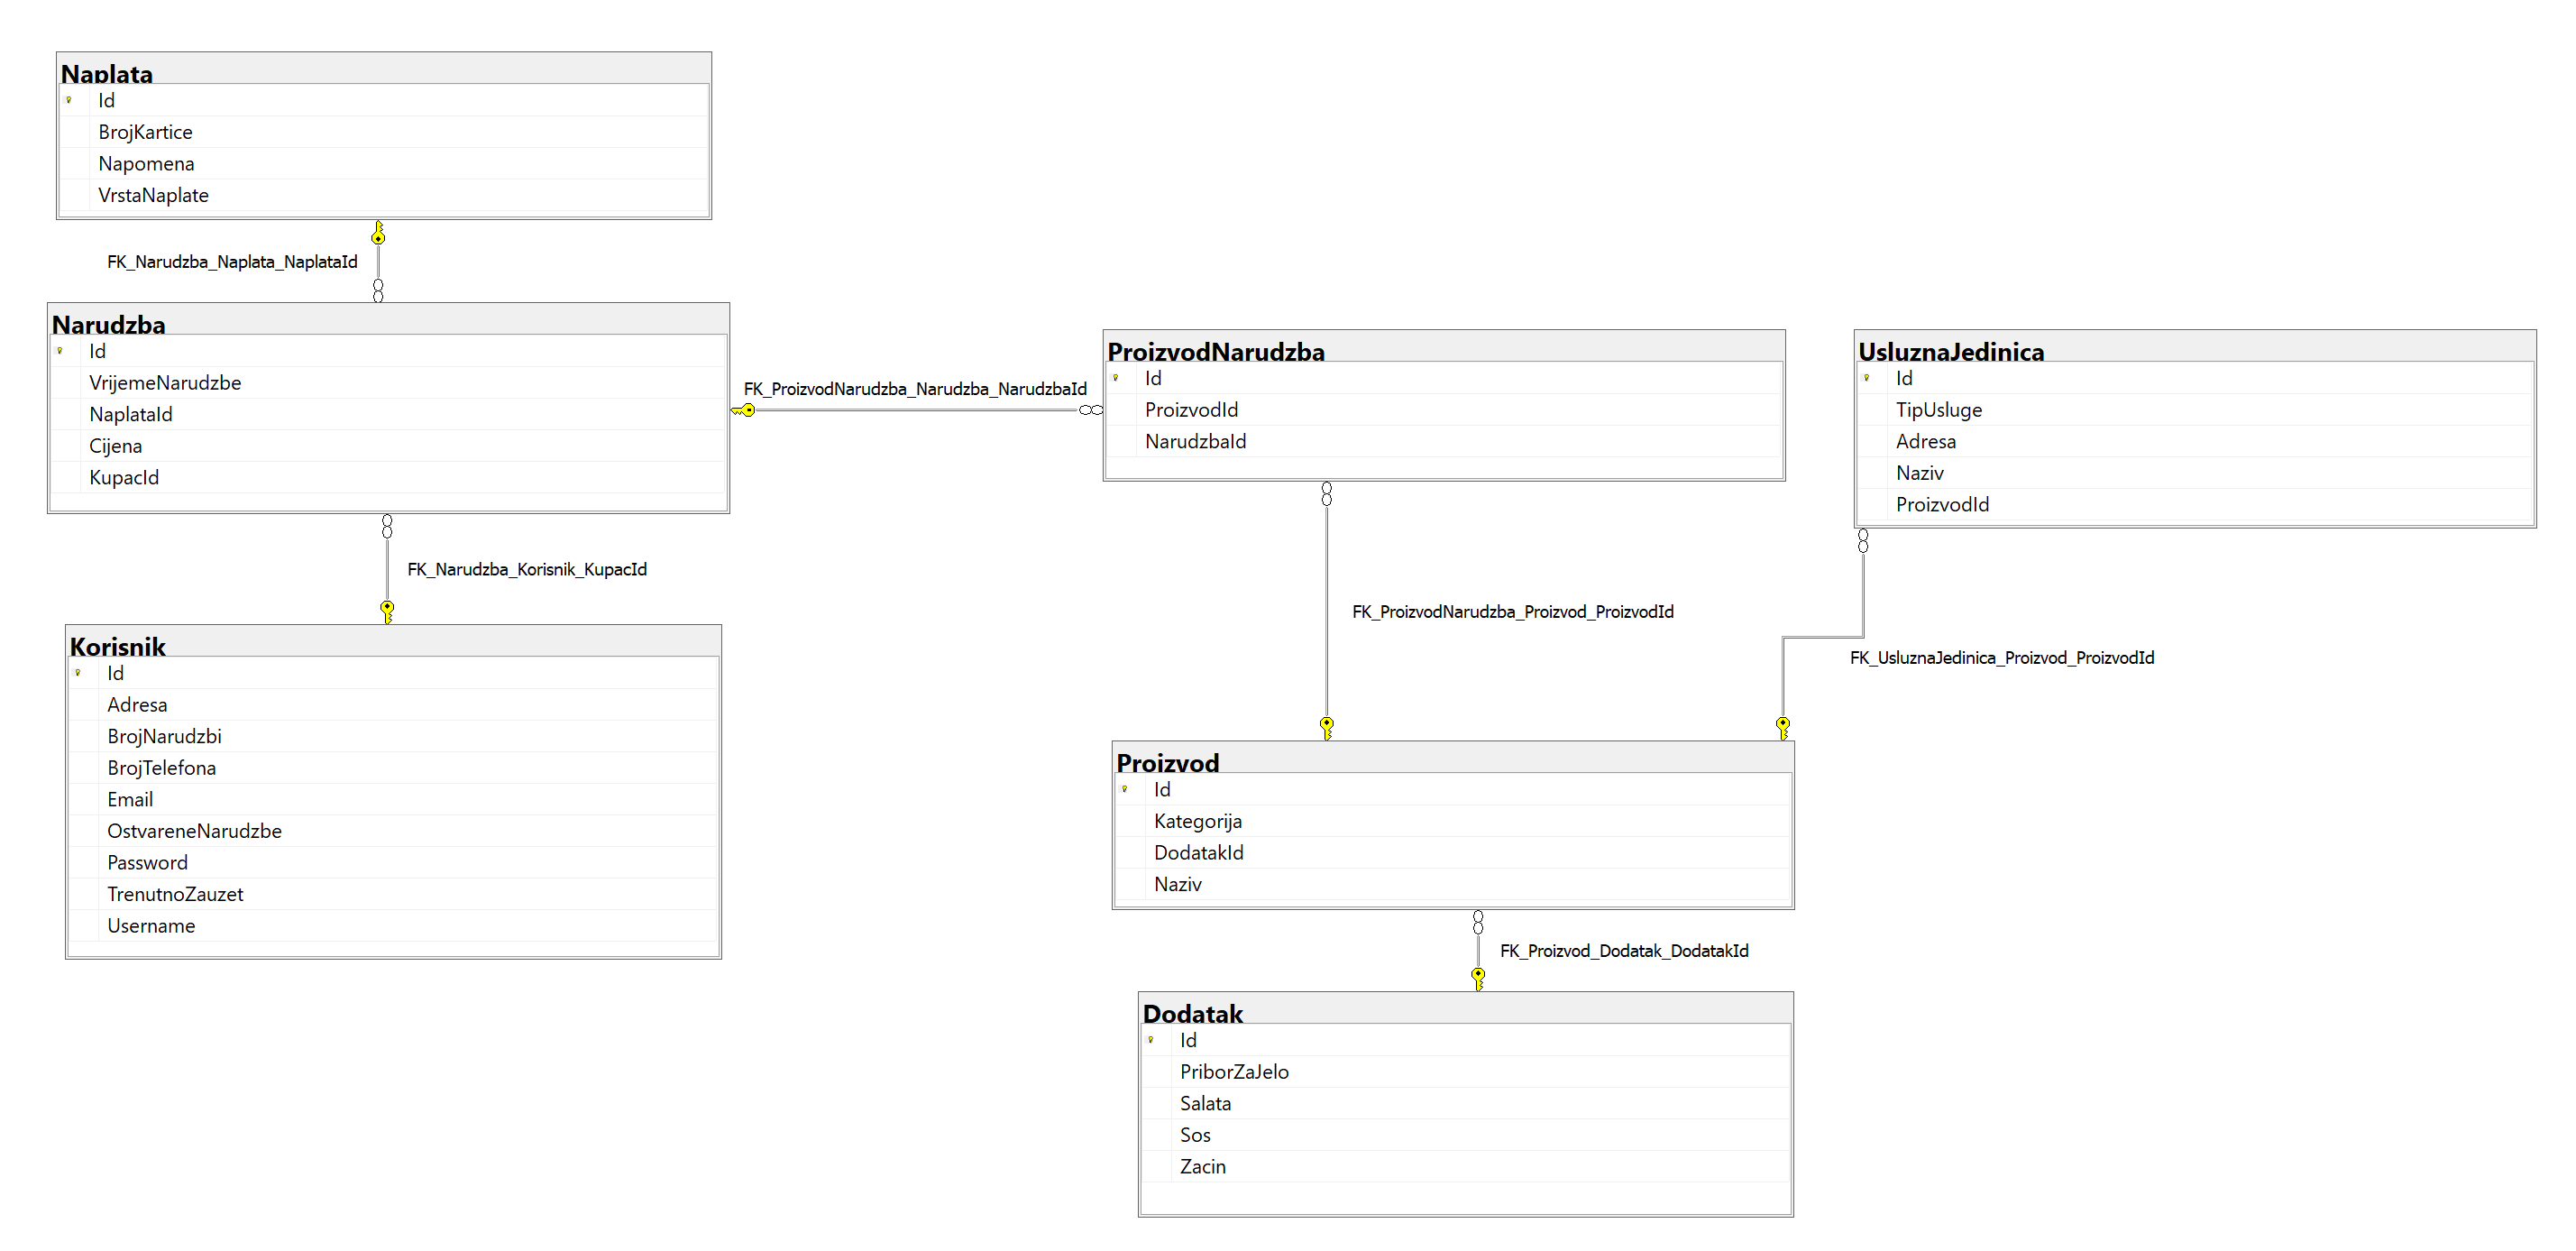 Naplata
Id
BrojKartice
Napomena
VrstaNaplate
FK_Narudzba_Naplata_NaplataId
Narudzba
Id
VrijemeNarudzbe
NaplataId
Cijena
KupacId
FK_ProizvodNarudzba_Narudzba_NarudzbaId
ProizvodNarudzba
Id
ProizvodId
NarudzbaId
UsluznaJedinica
Id
TipUsluge
Adresa
Naziv
ProizvodId
FK_Narudzba_Korisnik_KupacId
FK_ProizvodNarudzba_Proizvod_ProizvodId
FK_UsluznaJedinica_Proizvod_ProizvodId
Korisnik
Id
Adresa
BrojNarudzbi
BrojTelefona
Email
OstvareneNarudzbe
Password
TrenutnoZauzet
Username
Proizvod
Id
Kategorija
DodatakId
Naziv
FK_Proizvod_Dodatak_DodatakId
Dodatak
Id
PriborZaJelo
Salata
Sos
Zacin